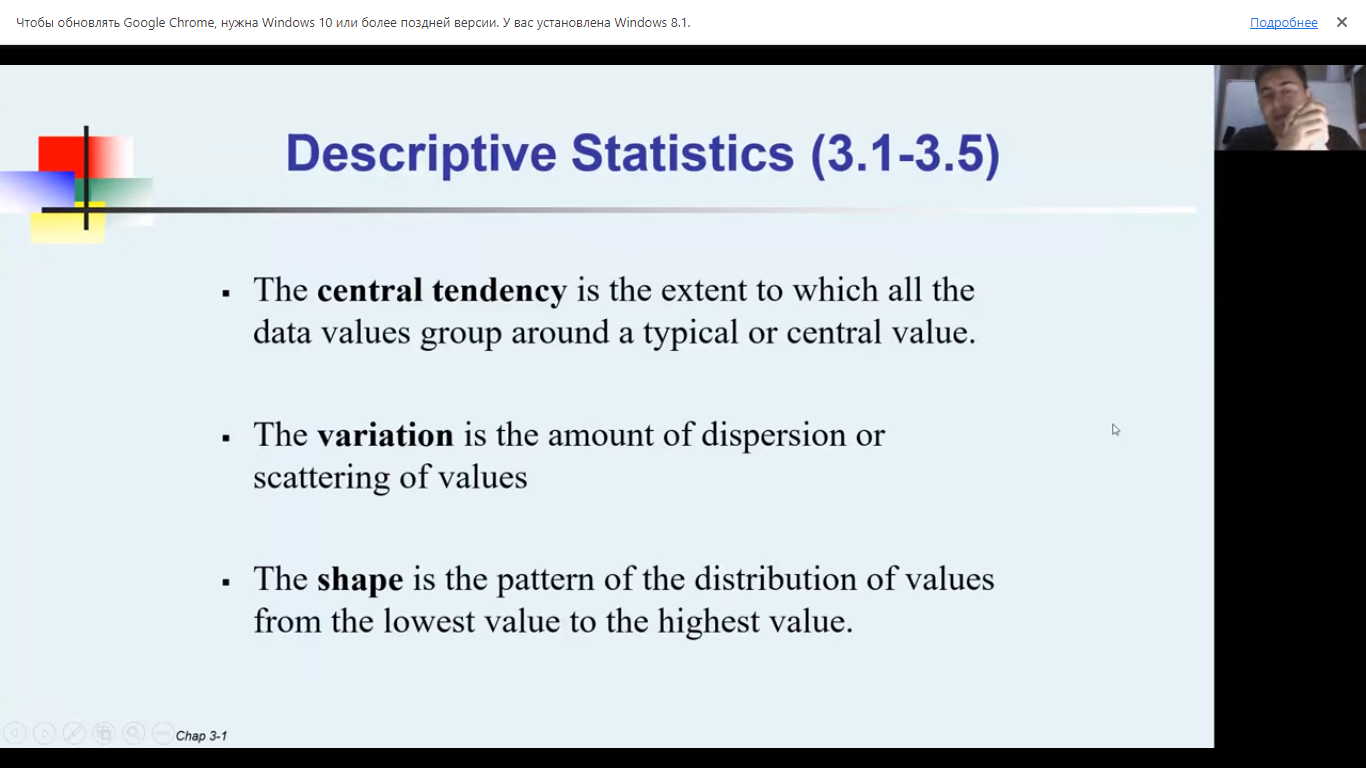 Чтобы обновлять Google Chrome, нужна Windows 10 или более поздней версии. У вас установлена Windows 8.1.
Подробнее
Descriptive Statistics (3.1-3.5)
The central tendency is the extent to which all the
data values group around a typical or central value.
The variation is the amount of dispersion or
scattering of values
The shape is the pattern of the distribution of values
from the lowest value to the highest value.
Chap 3-1